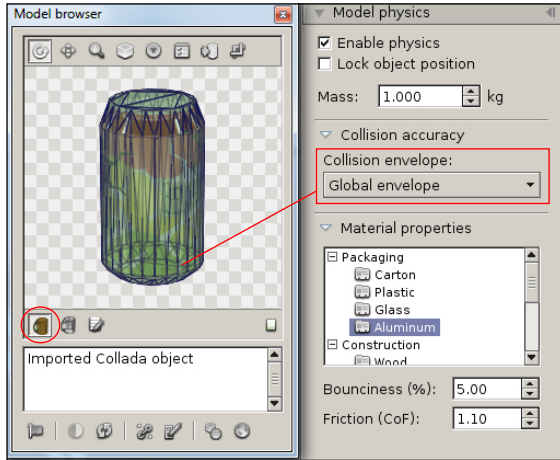 Model browser
Imported Collada object
Model physics
Enable physics
Lock object position
Mass: 1.000 kg
Collision accuracy
Collision envelope:
Global envelope
Material properties
Packaging
Carton
Plastic
Glass
Aluminum
Construction
Wood
Bounciness (%): 5.00
Friction (CoF): 1.10